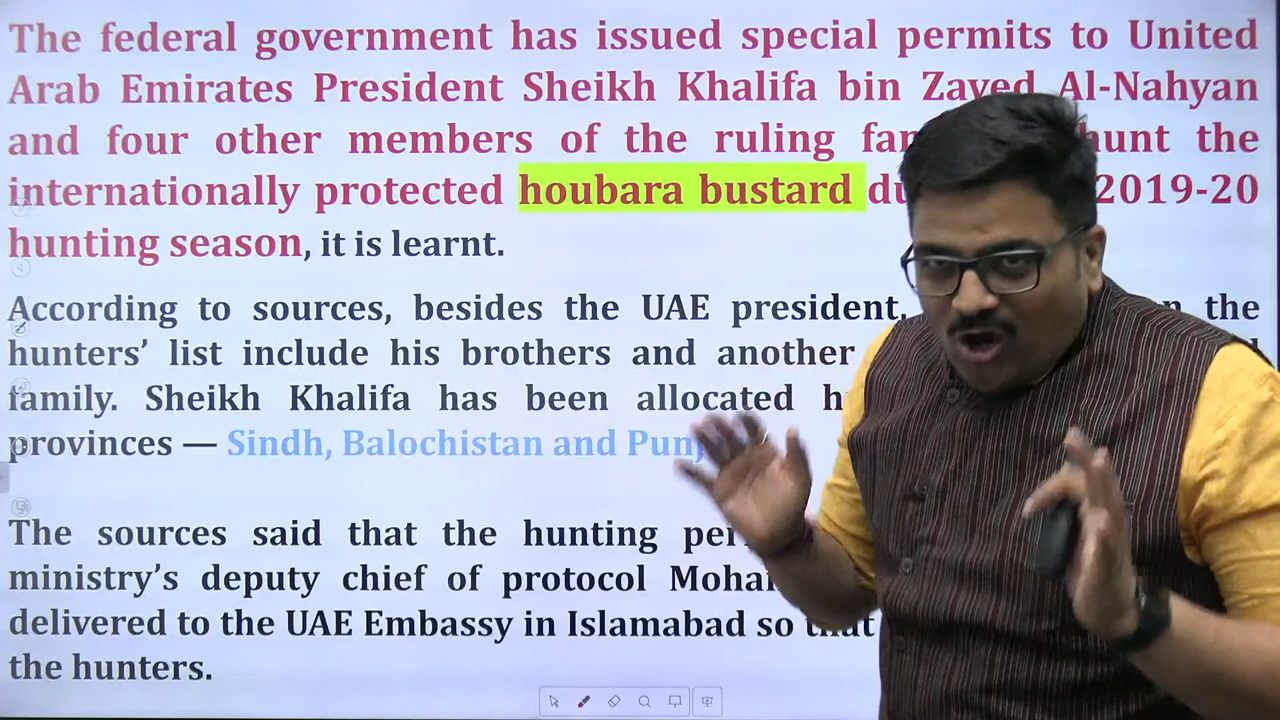 The federal government has issued special permits to United
Arab Emirates President Sheikh Khalifa bin Zayed Al-Nahyan
and four other members of the ruling hunt the
internationally protected houbara bustard 2019-20
hunting season, it is learnt.
According to sources, besides the UAE president, the
hunters’ list include his brothers and another
family. Sheikh Khalifa has been allocated
provinces — Sindh, Balochistan and
The sources said that the hunting
ministry’s deputy chief of protocol
delivered to the UAE Embassy in Islamabad so that
the hunters.